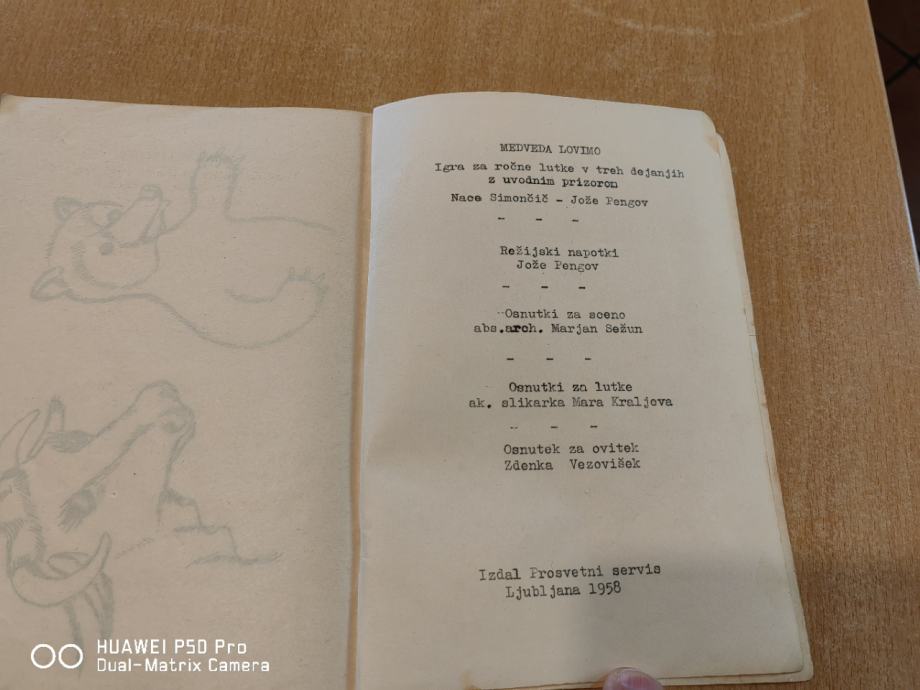 MEDVEDA LOVIMO
Igra za ročne lutke v treh dejanjih
z uvodnim prizorom
Nace Simončič - Jože Pengov
- - -
Režijski napotki
Jože Pengov
- - -
Osnutki za sceno
abs.arch. Marjan Sežun
- - -
Osnutki za lutke
ak. slikarka Mara Kraljeva
- - -
Osnutek za ovitek
Zdenka Vezovišek
Izdal Prosvetni servis
Ljubljana 1958
HUAWEI P50 Pro
Dual-Matrix Camera